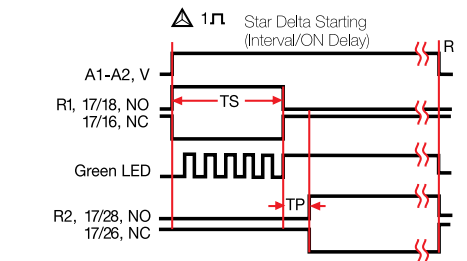 1 Star Delta Starting
(Interval/ON Delay)
R
A1-A2, V
R1, 17/18, NO
17/16, NC
TS
Green LED
TP
R2, 17/28, NO
17/26, NC